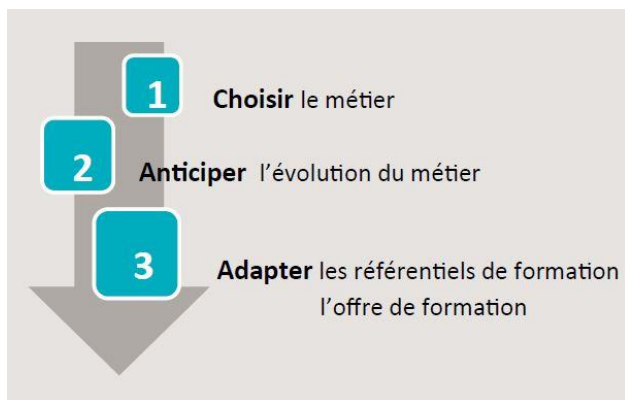 1 Choisir le métier
2 Anticiper l'évolution du métier
3 Adapter les référentiels de formation
l'offre de formation